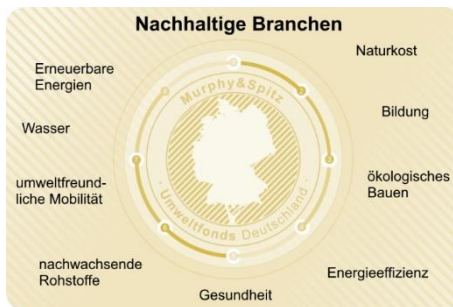 Nachhaltige Branchen
Naturkost
Erneuerbare
Energien
Bildung
Wasser
ökologisches
Bauen
umweltfreund-
liche Mobilität
Energieeffizienz
nachwachsende
Rohstoffe
Gesundheit
Murphy&Spitz
Umweltfonds Deutschland